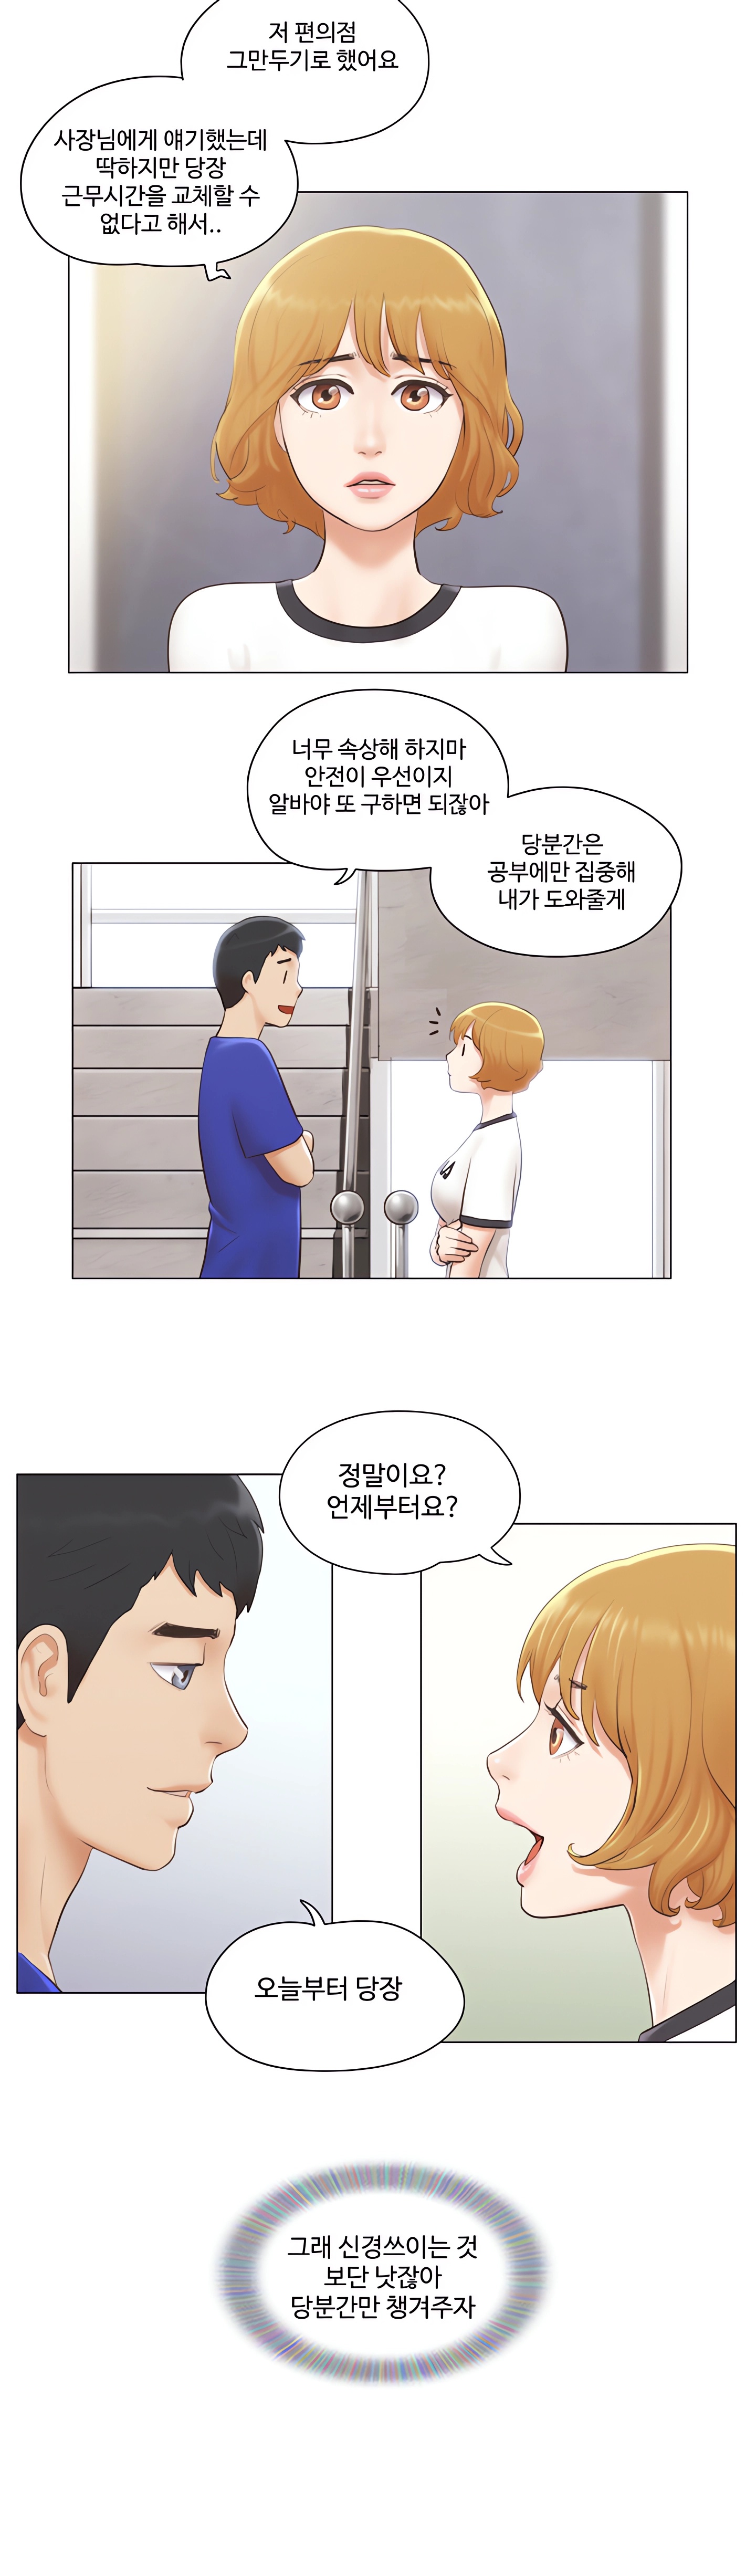 저 편의점
그만두기로 했어요
사장님에게 얘기했는데
딱하지만 당장
근무시간을 교체할 수
없다고 해서..
너무 속상해 하지마
안전이 우선이지
알바야 또 구하면 되잖아
당분간은
공부에만 집중해
내가 도와줄게
정말이요?
언제부터요?
오늘부터 당장
그래 신경쓰이는 것
보단 낫잖아
당분간만 챙겨주자